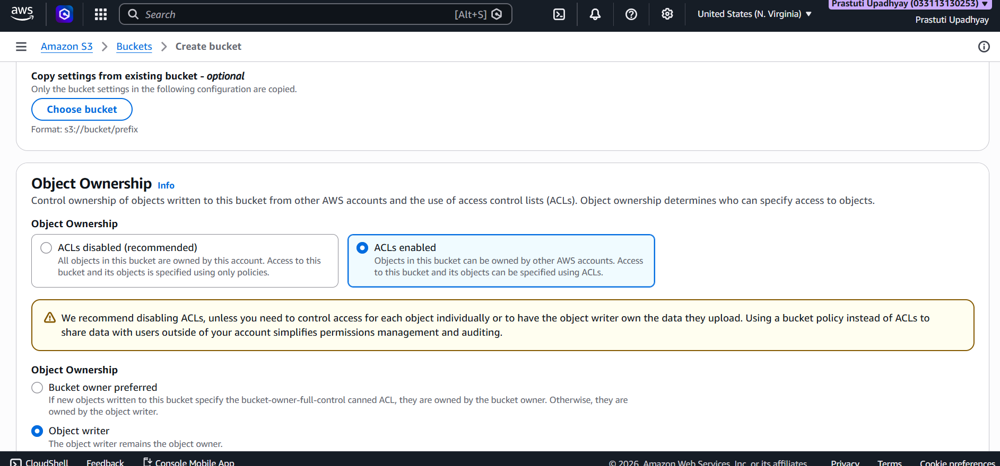 aws
Search
[Alt+S]
United States (N. Virginia)
Prastuti Upadhyay (033113130253)
Prastuti Upadhyay
Amazon S3
Buckets
Create bucket
Copy settings from existing bucket - optional
Only the bucket settings in the following configuration are copied.
Choose bucket
Format: s3://bucket/prefix
Object Ownership Info
Control ownership of objects written to this bucket from other AWS accounts and the use of access control lists (ACLs). Object ownership determines who can specify access to objects.
Object Ownership
ACLs disabled (recommended)
All objects in this bucket are owned by this account. Access to this
bucket and its objects is specified using only policies.
ACLs enabled
Objects in this bucket can be owned by other AWS accounts. Access
to this bucket and its objects can be specified using ACLs.
We recommend disabling ACLs, unless you need to control access for each object individually or to have the object writer own the data they upload. Using a bucket policy instead of ACLs to
share data with users outside of your account simplifies permissions management and auditing.
Object Ownership
Bucket owner preferred
If new objects written to this bucket specify the bucket-owner-full-control canned ACL, they are owned by the bucket owner. Otherwise, they are
owned by the object writer.
Object writer
The object writer remains the object owner.
CloudShell
Feedback
Console Mobile App
© 2026, Amazon Web Services, Inc. or its affiliates.
Privacy
Terms
Cookie preferences